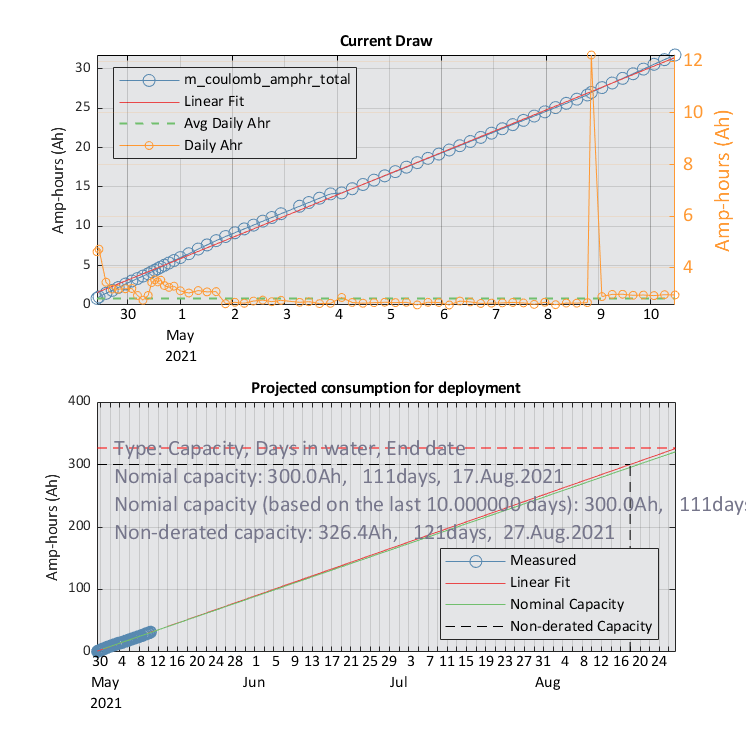 Current Draw
Amp-hours (Ah)
30
25
20
15
10
5
0
m_coulomb_amphr_total
Linear Fit
Avg Daily Ahr
Daily Ahr
12
10
8
6
4
Amp-hours (Ah)
30 1 2 3 4 5 6 7 8 9 10
May
2021
Projected consumption for deployment
Amp-hours (Ah)
400
300
200
100
0
Type: Capacity, Days in water, End date
Nomial capacity: 300.0Ah, 111days, 17.Aug.2021
Nomial capacity (based on the last 10.000000 days): 300.0Ah, 111days
Non-derated capacity: 326.4Ah, 121days, 27.Aug.2021
Measured
Linear Fit
Nominal Capacity
Non-derated Capacity
30 4 8 12 16 20 24 28 1 5 9 13 17 21 25 29 3 7 11 15 19 23 27 31 4 8 12 16 20 24
May Jun Jul Aug
2021